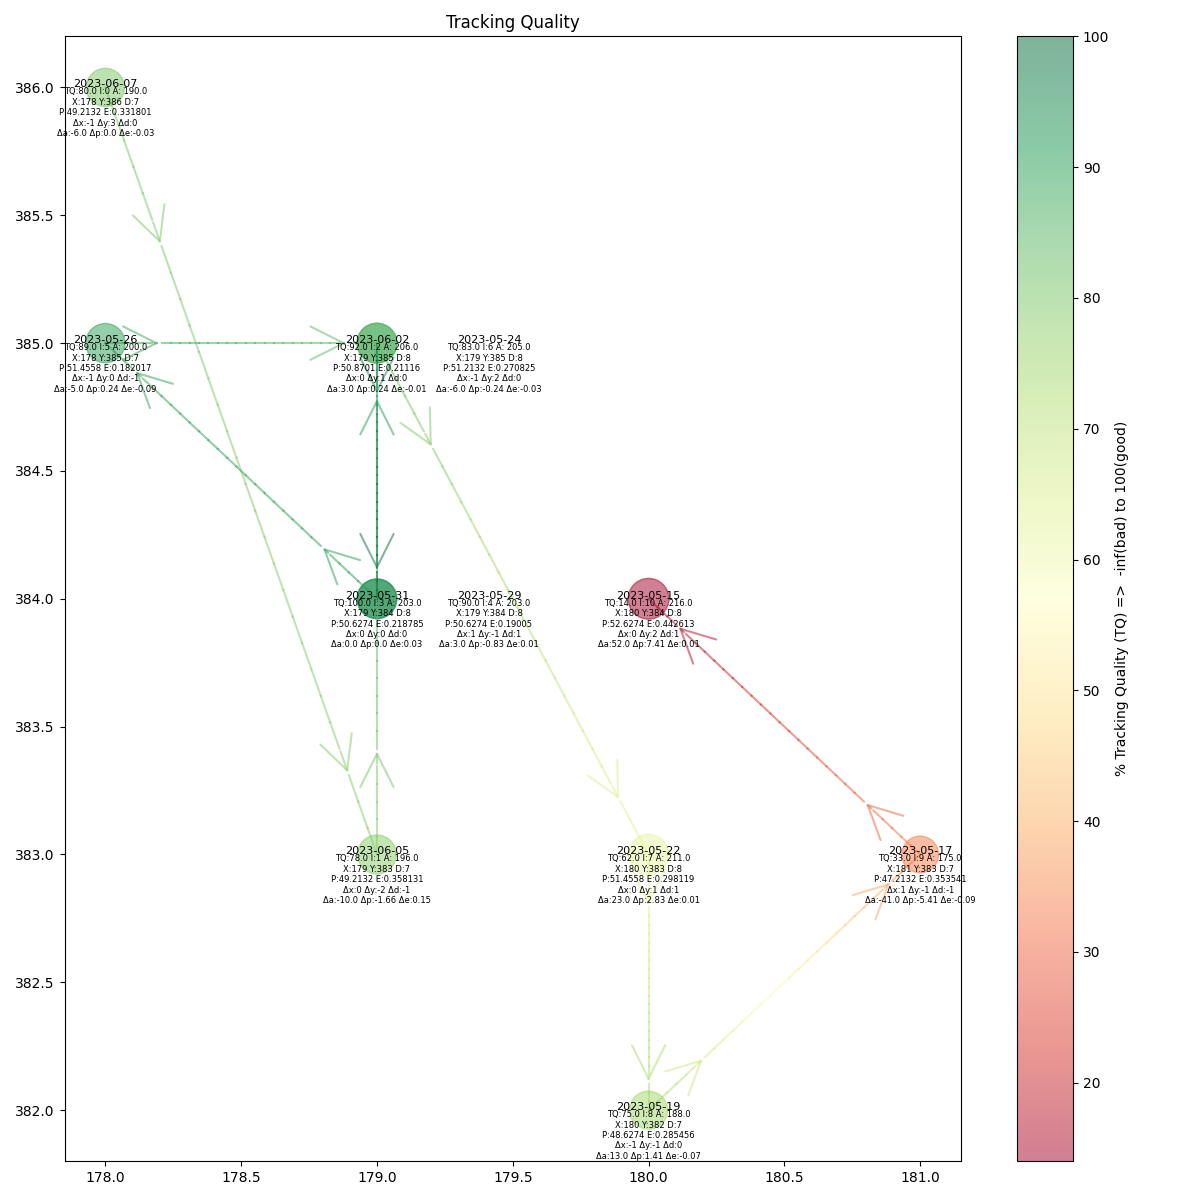 Tracking Quality
386.0
385.5
385.0
384.5
384.0
383.5
383.0
382.5
382.0
178.0
178.5
179.0
179.5
180.0
180.5
181.0
2023-06-07
TQ:80.0 I:0 A: 190.0
X:178 Y:386 D:7
P:49.2132 E:0.331801
Δx:-1 Δy:3 Δd:0
Δa:-6.0 Δp:0.0 Δe:-0.03
2023-05-26
TQ:89.0 I:5 A: 200.0
X:178 Y:385 D:7
P:51.4558 E:0.182017
Δx:-1 Δy:0 Δd:-1
Δa:-5.0 Δp:0.24 Δe:-0.09
2023-06-02
TQ:92.0 I:2 A: 206.0
X:179 Y:385 D:8
P:50.8701 E:0.21116
Δx:0 Δy:1 Δd:0
Δa:3.0 Δp:0.24 Δe:-0.01
2023-05-24
TQ:83.0 I:6 A: 205.0
X:179 Y:385 D:8
P:51.2132 E:0.270825
Δx:-1 Δy:2 Δd:0
Δa:-6.0 Δp:-0.24 Δe:-0.03
2023-05-31
TQ:100.0 I:3 A: 203.0
X:179 Y:384 D:8
P:50.6274 E:0.218785
Δx:0 Δy:0 Δd:0
Δa:0.0 Δp:0.0 Δe:0.03
2023-05-29
TQ:90.0 I:4 A: 203.0
X:179 Y:384 D:8
P:50.6274 E:0.19005
Δx:1 Δy:-1 Δd:1
Δa:3.0 Δp:-0.83 Δe:0.01
2023-05-15
TQ:14.0 I:10 A: 216.0
X:180 Y:384 D:8
P:52.6274 E:0.442613
Δx:0 Δy:2 Δd:1
Δa:52.0 Δp:7.41 Δe:0.01
2023-06-05
TQ:78.0 I:1 A: 196.0
X:179 Y:383 D:7
P:49.2132 E:0.358131
Δx:0 Δy:-2 Δd:-1
Δa:-10.0 Δp:-1.66 Δe:0.15
2023-05-22
TQ:62.0 I:7 A: 211.0
X:180 Y:383 D:8
P:51.4558 E:0.298119
Δx:0 Δy:1 Δd:1
Δa:23.0 Δp:2.83 Δe:0.01
2023-05-17
TQ:33.0 I:9 A: 175.0
X:181 Y:383 D:7
P:47.2132 E:0.353541
Δx:1 Δy:-1 Δd:-1
Δa:-41.0 Δp:-5.41 Δe:-0.09
2023-05-19
TQ:75.0 I:8 A: 188.0
X:180 Y:382 D:7
P:48.6274 E:0.285456
Δx:-1 Δy:-1 Δd:0
Δa:13.0 Δp:1.41 Δe:-0.07
100
90
80
70
60
50
40
30
20
% Tracking Quality (TQ) => -inf(bad) to 100(good)